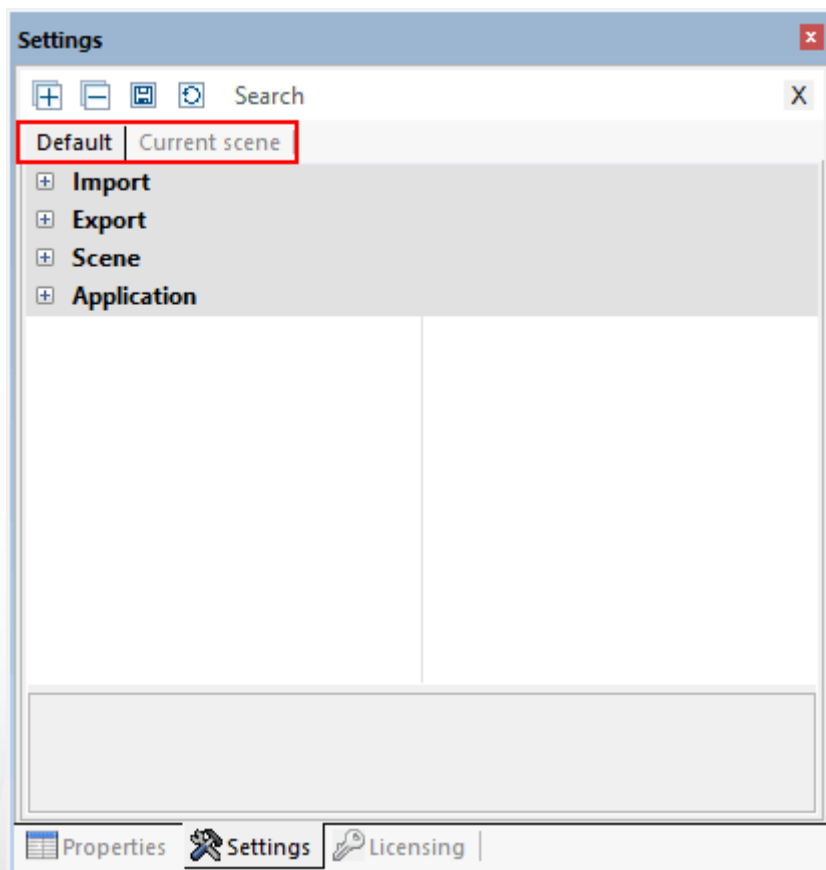 Settings
Search X
Default Current scene
Import
Export
Scene
Application
Properties Settings Licensing